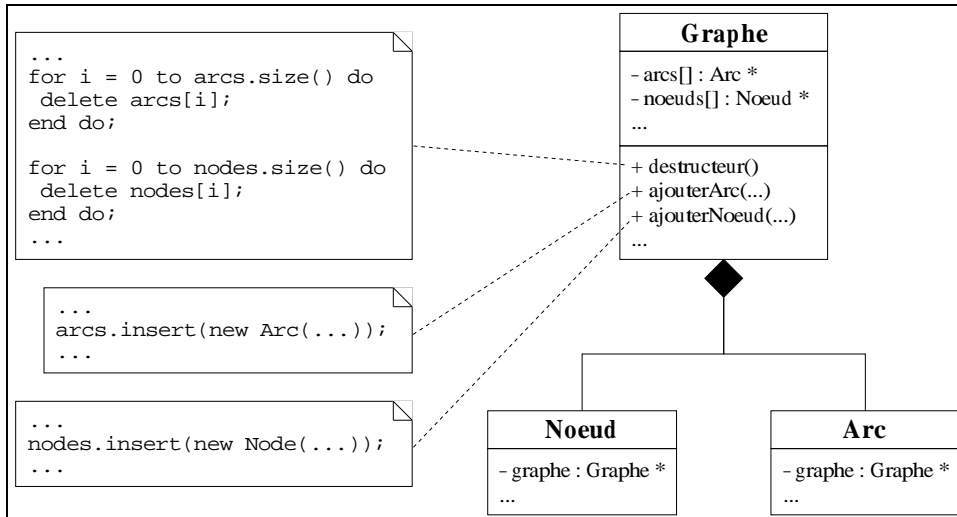 ...
for i = 0 to arcs.size() do
delete arcs[i];
end do;
for i = 0 to nodes.size() do
delete nodes[i];
end do;
...
...
arcs.insert(new Arc(...));
...
...
nodes.insert(new Node(...));
...
Graphe
- arcs[] : Arc *
- noeuds[] : Noeud *
...
+ destructeur()
+ ajouterArc(...)
+ ajouterNoeud(...)
...
Noeud
- graphe : Graphe *
...
Arc
- graphe : Graphe *
...